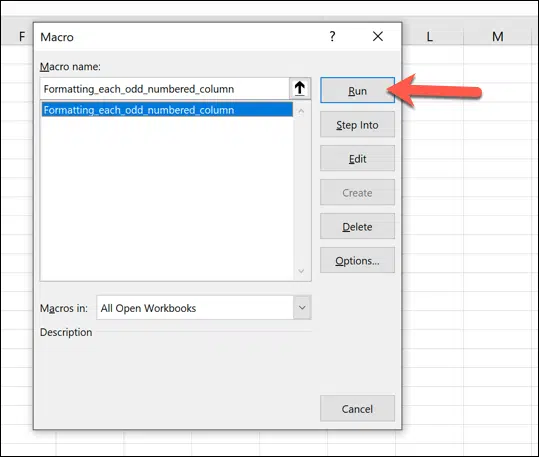 F L M
Macro ? ×
Macro name:
Formatting_each_odd_numbered_column
Formatting_each_odd_numbered_column
Run
Step Into
Edit
Create
Delete
Options...
Macros in: All Open Workbooks
Description
Cancel